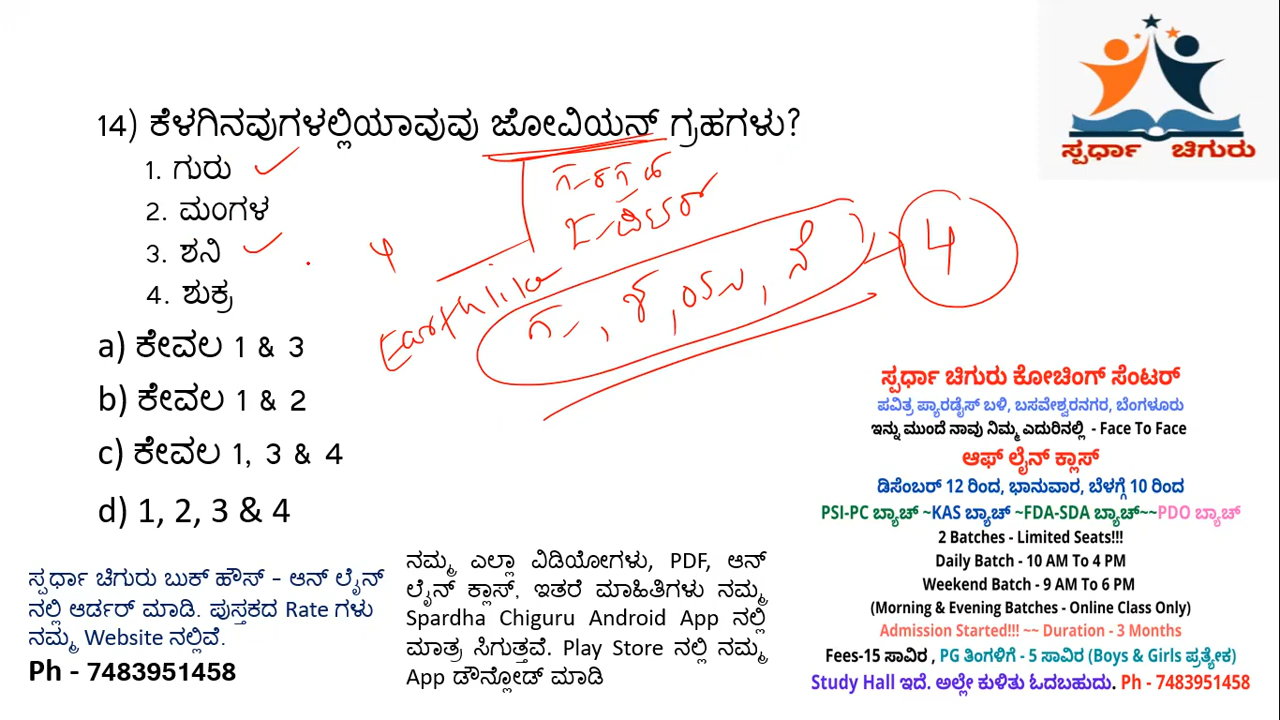 14) ಕೆಳಗಿನವುಗಳಲ್ಲಿಯಾವುವು ಜೋವಿಯನ್ ಗ್ರಹಗಳು?
1. ಗುರು
2. ಮಂಗಳ
3. ಶನಿ
4. ಶುಕ್ರ
a) ಕೇವಲ 1 & 3
b) ಕೇವಲ 1 & 2
c) ಕೇವಲ 1, 3 & 4
d) 1, 2, 3 & 4
Earthlike
4
4
ಸ್ಪರ್ಧಾ ಚಿಗುರು
ಸ್ಪರ್ಧಾ ಚಿಗುರು ಕೋಚಿಂಗ್ ಸೆಂಟರ್
ಪವಿತ್ರ ಪ್ಯಾರಡೈಸ್ ಬಳಿ, ಬಸವೇಶ್ವರನಗರ, ಬೆಂಗಳೂರು
ಇನ್ನು ಮುಂದೆ ನಾವು ನಿಮ್ಮ ಎದುರಿನಲ್ಲಿ - Face To Face
ಆಫ್ ಲೈನ್ ಕ್ಲಾಸ್
ಡಿಸೆಂಬರ್ 12 ರಿಂದ, ಭಾನುವಾರ, ಬೆಳಗ್ಗೆ 10 ರಿಂದ
PSI-PC ಬ್ಯಾಚ್ ~KAS ಬ್ಯಾಚ್ ~FDA-SDA ಬ್ಯಾಚ್~~PDO ಬ್ಯಾಚ್
2 Batches - Limited Seats!!!
Daily Batch - 10 AM To 4 PM
Weekend Batch - 9 AM To 6 PM
(Morning & Evening Batches - Online Class Only)
Admission Started!!! ~~ Duration - 3 Months
Fees-15 ಸಾವಿರ , PG ತಿಂಗಳಿಗೆ - 5 ಸಾವಿರ (Boys & Girls ಪ್ರತ್ಯೇಕ)
Study Hall ಇದೆ. ಅಲ್ಲೇ ಕುಳಿತು ಓದಬಹುದು. Ph - 7483951458
ಸ್ಪರ್ಧಾ ಚಿಗುರು ಬುಕ್ ಹೌಸ್ - ಆನ್ ಲೈನ್
ನಲ್ಲಿ ಆರ್ಡರ್ ಮಾಡಿ. ಪುಸ್ತಕದ Rate ಗಳು
ನಮ್ಮ Website ನಲ್ಲಿವೆ.
Ph - 7483951458
ನಮ್ಮ ಎಲ್ಲಾ ವಿಡಿಯೋಗಳು, PDF, ಆನ್
ಲೈನ್ ಕ್ಲಾಸ್, ಇತರೆ ಮಾಹಿತಿಗಳು ನಮ್ಮ
Spardha Chiguru Android App ನಲ್ಲಿ
ಮಾತ್ರ ಸಿಗುತ್ತವೆ. Play Store ನಲ್ಲಿ ನಮ್ಮ
App ಡೌನ್ಲೋಡ್ ಮಾಡಿ